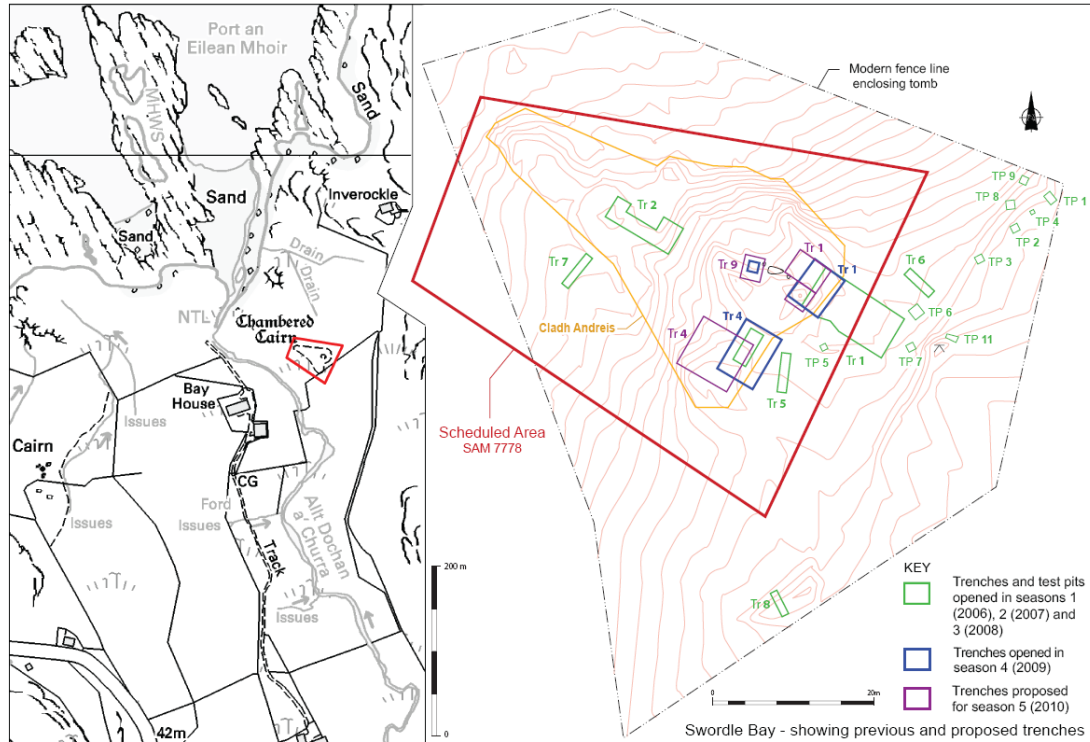 Port an
Eilean Mhoir
MHWS
Sand
Sand
Sand
Inverockle
Drain
Drain
NTL
Chambered
Cairn
Bay
House
Issues
Cairn
CG
Ford
Issues
Issues
Allt Dochan
a' Churra
Track
Issues
42m
200 m
0
Modern fence line
enclosing tomb
TP 9
TP 8
TP 1
TP 4
TP 2
TP 3
Tr 2
Tr 7
Tr 9
Tr 1
Tr 1
Tr 6
TP 6
Cladh Andreis
Tr 4
Tr 4
TP 5
Tr 1
TP 7
TP 11
Tr 5
Scheduled Area
SAM 7778
Tr 8
KEY
Trenches and test pits
opened in seasons 1
(2006), 2 (2007) and
3 (2008)
Trenches opened in
season 4 (2009)
Trenches proposed
for season 5 (2010)
0
20m
Swordle Bay - showing previous and proposed trenches